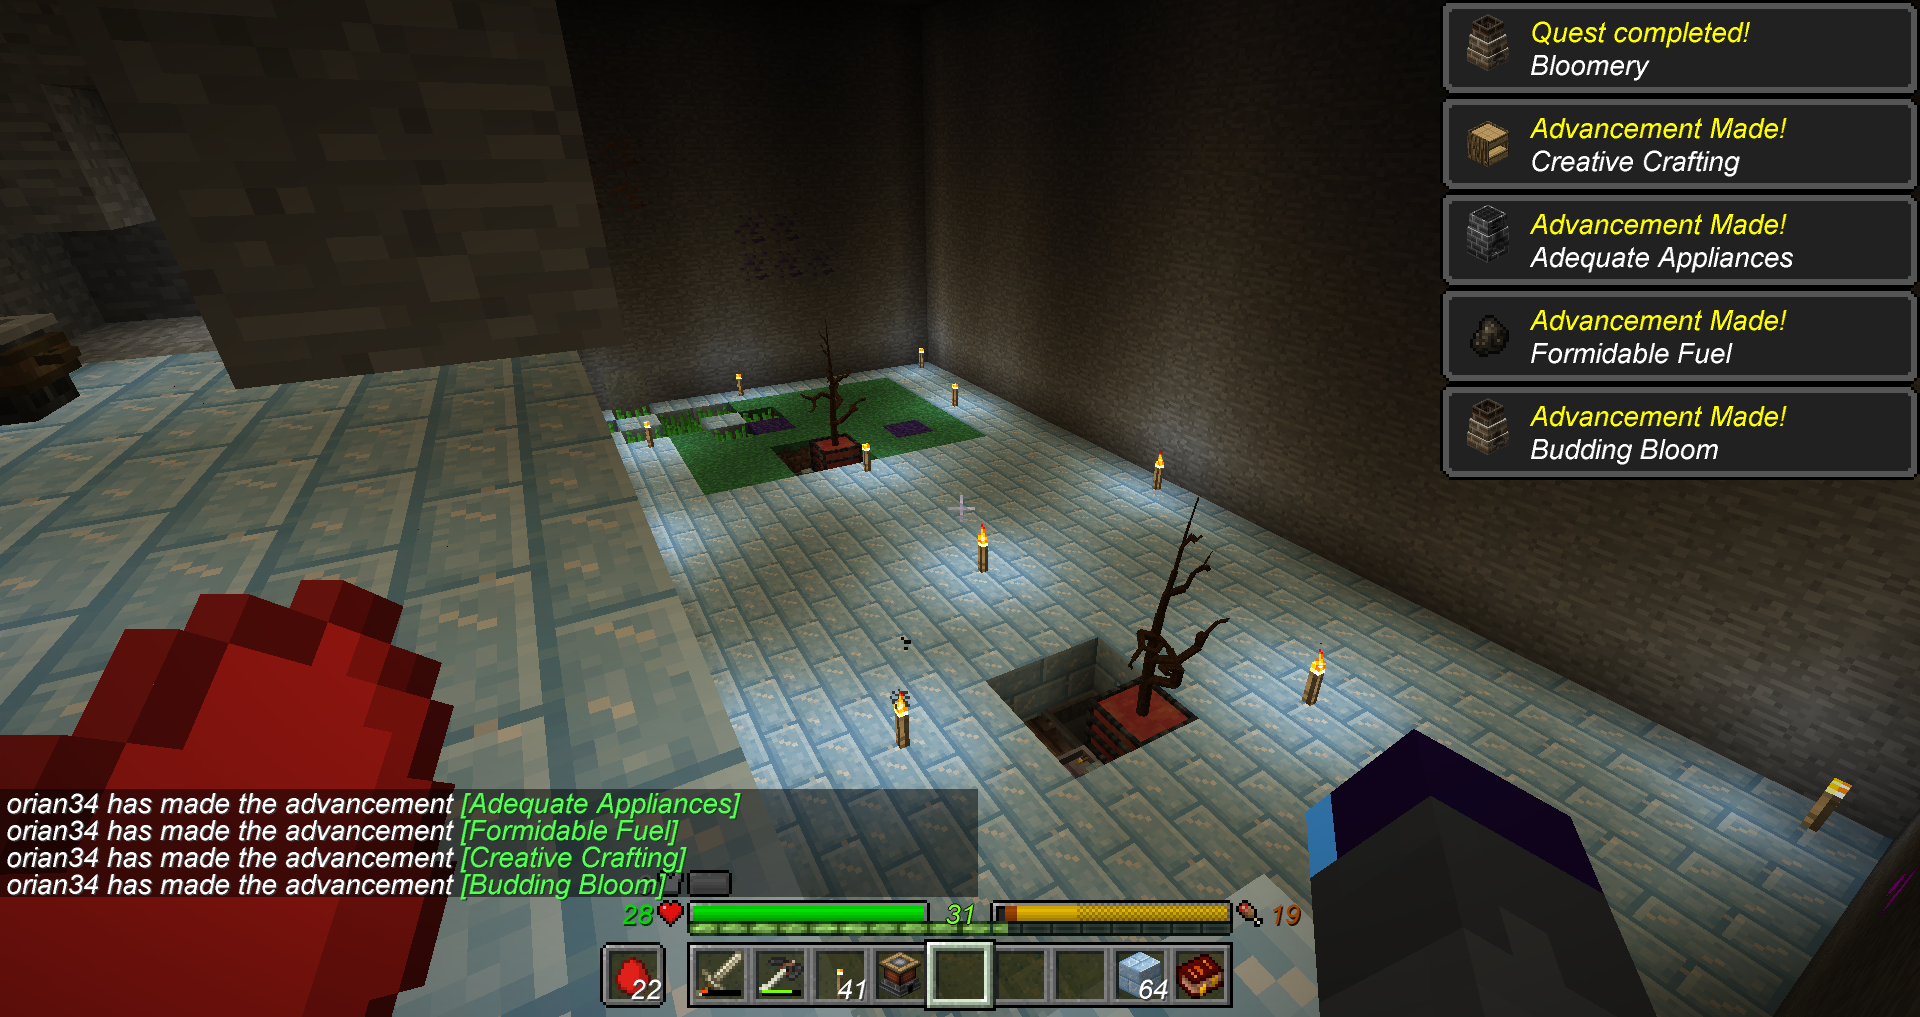 Quest completed!
Bloomery
Advancement Made!
Creative Crafting
Advancement Made!
Adequate Appliances
Advancement Made!
Formidable Fuel
Advancement Made!
Budding Bloom
orian34 has made the advancement [Adequate Appliances]
orian34 has made the advancement [Formidable Fuel]
orian34 has made the advancement [Creative Crafting]
orian34 has made the advancement [Budding Bloom]
28 31 19
22 41 64